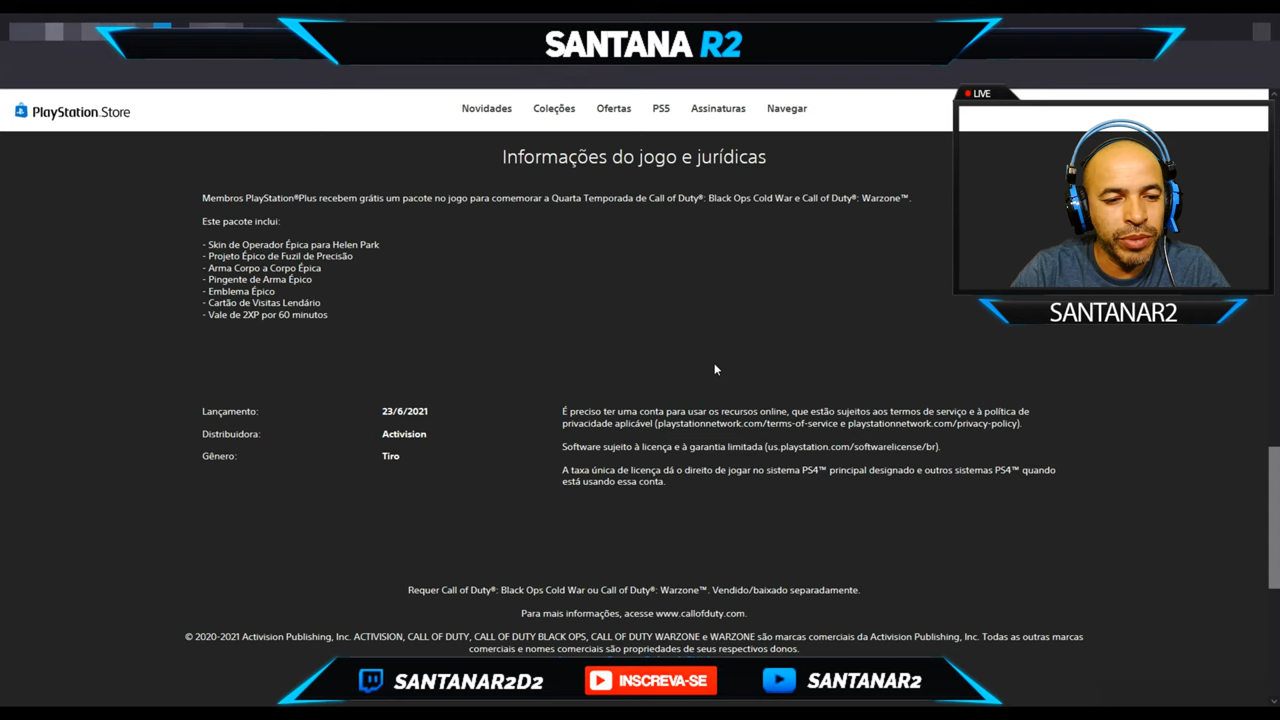 SANTANA R2
PlayStation Store
Novidades Coleções Ofertas PS5 Assinaturas Navegar
LIVE
Informações do jogo e jurídicas
Membros PlayStation®Plus recebem grátis um pacote no jogo para comemorar a Quarta Temporada de Call of Duty®: Black Ops Cold War e Call of Duty®: Warzone™.
Este pacote inclui:
- Skin de Operador Épica para Helen Park
- Projeto Épico de Fuzil de Precisão
- Arma Corpo a Corpo Épica
- Pingente de Arma Épico
- Emblema Épico
- Cartão de Visitas Lendário
- Vale de 2XP por 60 minutos
SANTANAR2
Lançamento: 23/6/2021
Distribuidora: Activision
Gênero: Tiro
É preciso ter uma conta para usar os recursos online, que estão sujeitos aos termos de serviço e à política de
privacidade aplicável (playstationnetwork.com/terms-of-service e playstationnetwork.com/privacy-policy).
Software sujeito à licença e à garantia limitada (us.playstation.com/softwarelicense/br).
A taxa única de licença dá o direito de jogar no sistema PS4™ principal designado e outros sistemas PS4™ quando
está usando essa conta.
Requer Call of Duty®: Black Ops Cold War ou Call of Duty®: Warzone™. Vendido/baixado separadamente.
Para mais informações, acesse www.callofduty.com.
© 2020-2021 Activision Publishing, Inc. ACTIVISION, CALL OF DUTY, CALL OF DUTY BLACK OPS, CALL OF DUTY WARZONE e WARZONE são marcas comerciais da Activision Publishing, Inc. Todas as outras marcas
comerciais e nomes comerciais são propriedades de seus respectivos donos.
SANTANAR2D2
INSCREVA-SE
SANTANAR2